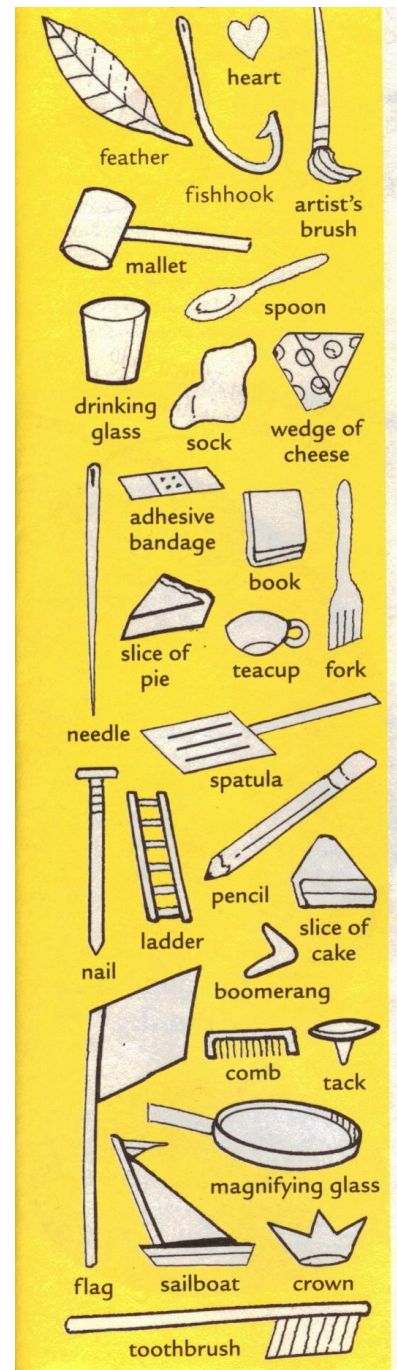 heart
feather
fishhook
artist's
brush
mallet
spoon
drinking
glass
sock
wedge of
cheese
adhesive
bandage
book
slice of
pie
teacup
fork
needle
spatula
pencil
slice of
cake
ladder
nail
boomerang
comb
tack
magnifying glass
flag
sailboat
crown
toothbrush